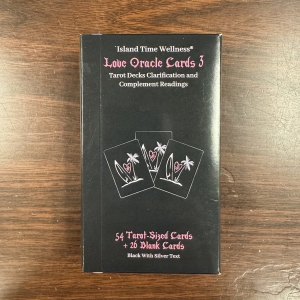 Island Time Wellness®
Love Oracle Cards 3
Tarot Decks Clarification and
Complement Readings
54 Tarot-Sized Cards
+ 26 Blank Cards
Black With Silver Text